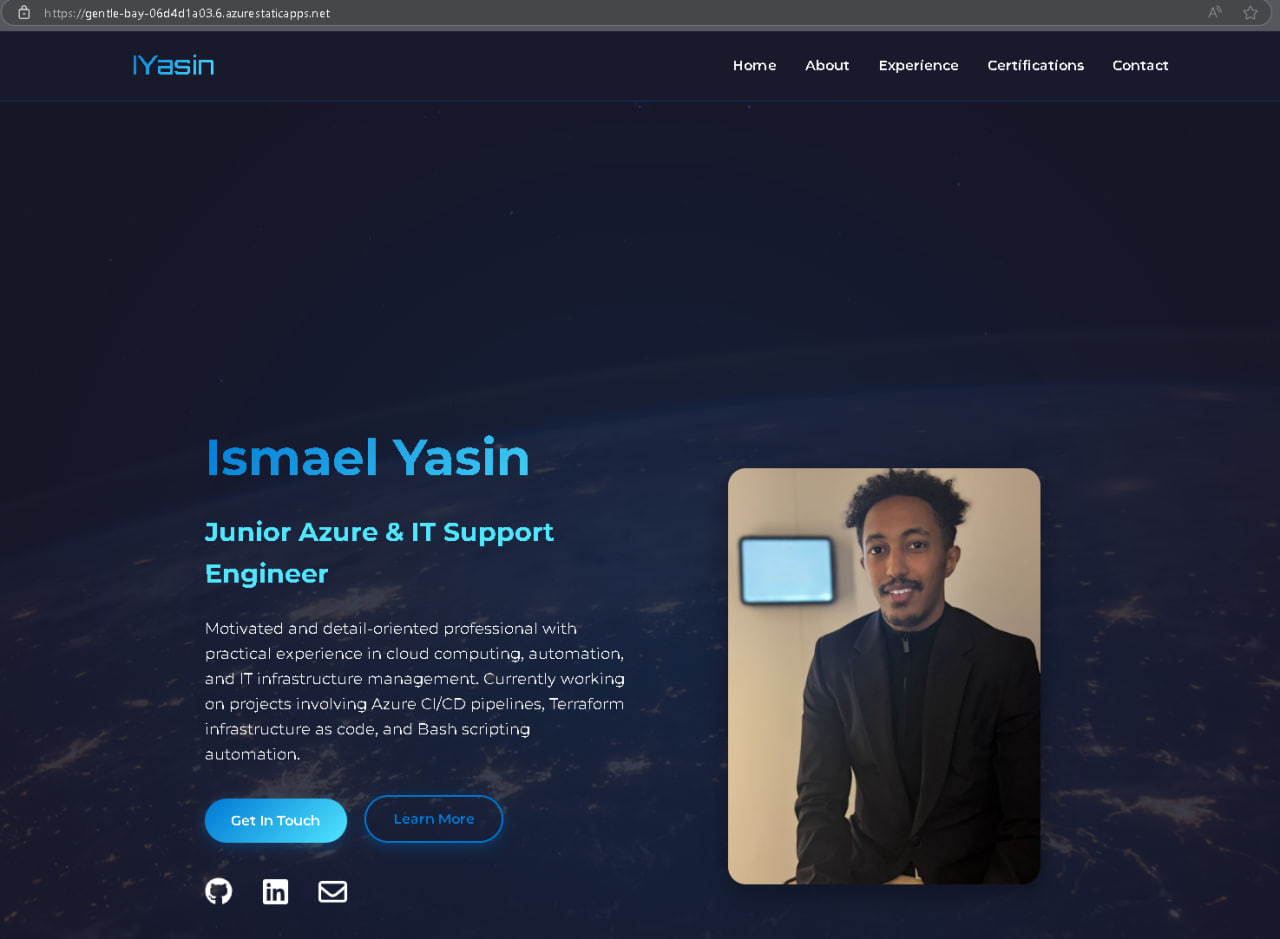 https://gentle-bay-06d4d1a03.6.azurestaticapps.net
IYasin
Home About Experience Certifications Contact
Ismael Yasin
Junior Azure & IT Support
Engineer
Motivated and detail-oriented professional with
practical experience in cloud computing, automation,
and IT infrastructure management. Currently working
on projects involving Azure CI/CD pipelines, Terraform
infrastructure as code, and Bash scripting
automation.
Get In Touch Learn More
in